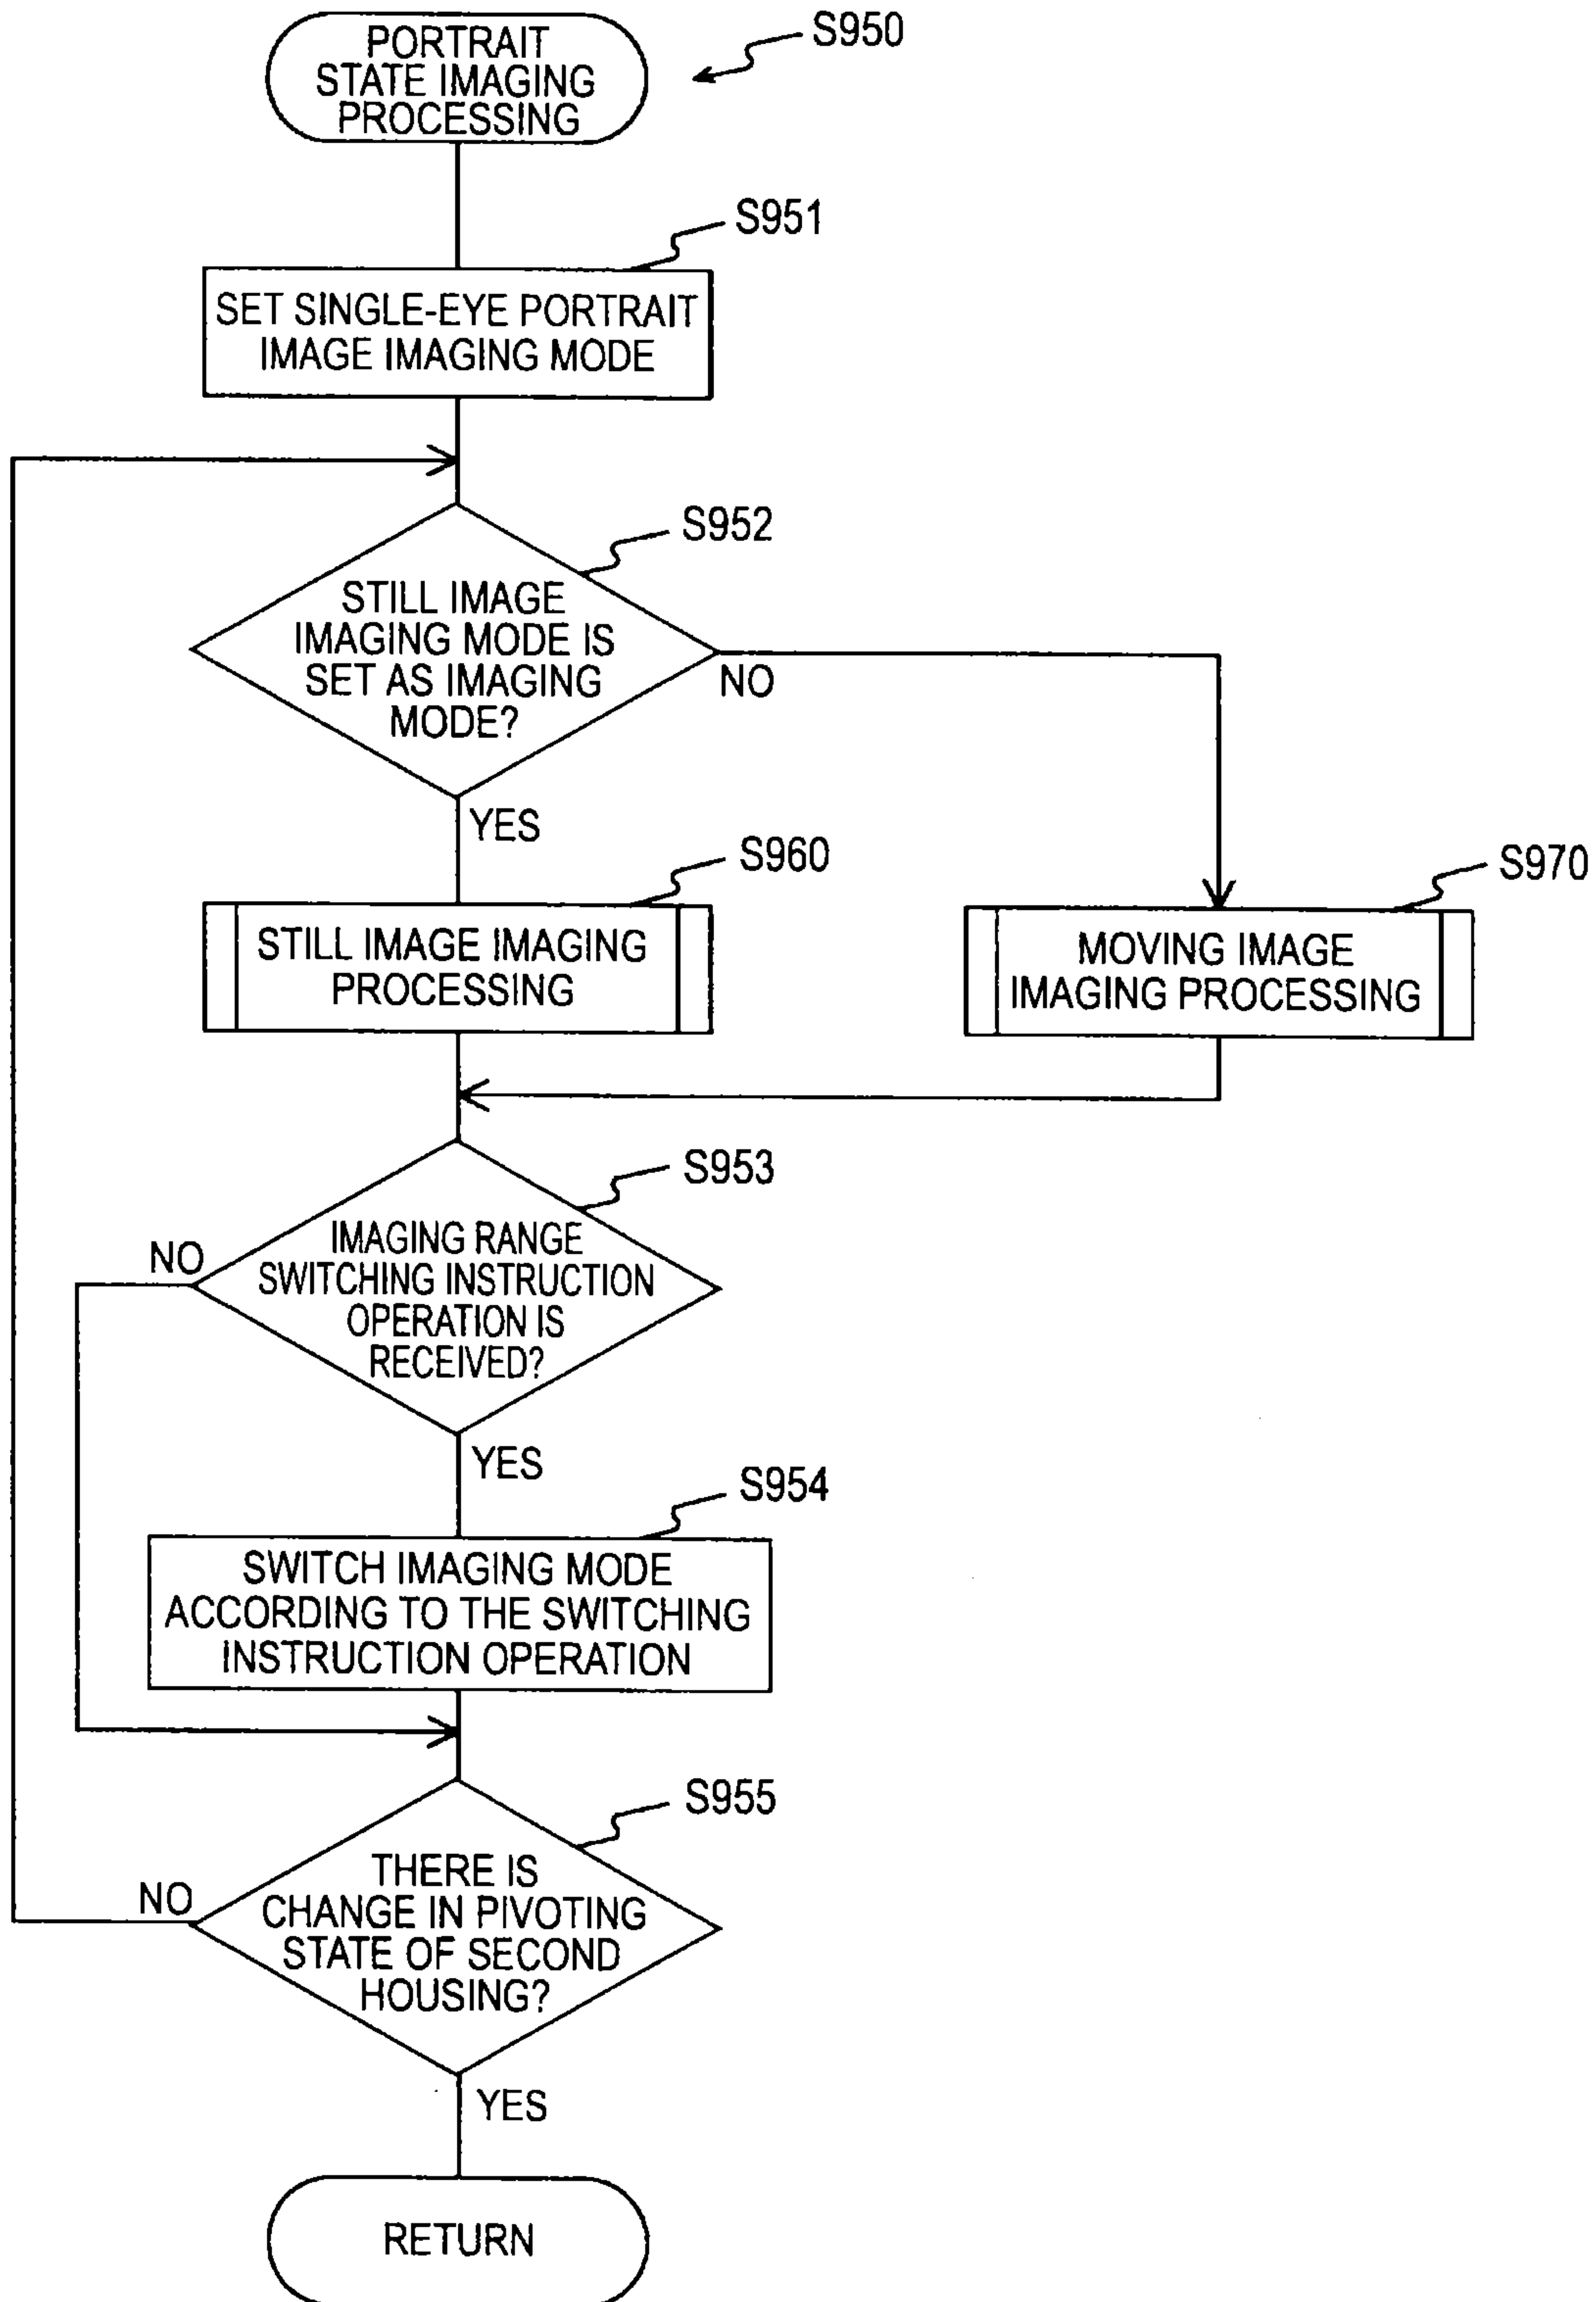 PORTRAIT
STATE IMAGING
PROCESSING
S950
S951
SET SINGLE-EYE PORTRAIT
IMAGE IMAGING MODE
S952
STILL IMAGE
IMAGING MODE IS
SET AS IMAGING
MODE?
NO
YES
S960
STILL IMAGE IMAGING
PROCESSING
S970
MOVING IMAGE
IMAGING PROCESSING
S953
IMAGING RANGE
SWITCHING INSTRUCTION
OPERATION IS
RECEIVED?
NO
YES
S954
SWITCH IMAGING MODE
ACCORDING TO THE SWITCHING
INSTRUCTION OPERATION
S955
THERE IS
CHANGE IN PIVOTING
STATE OF SECOND
HOUSING?
NO
YES
RETURN